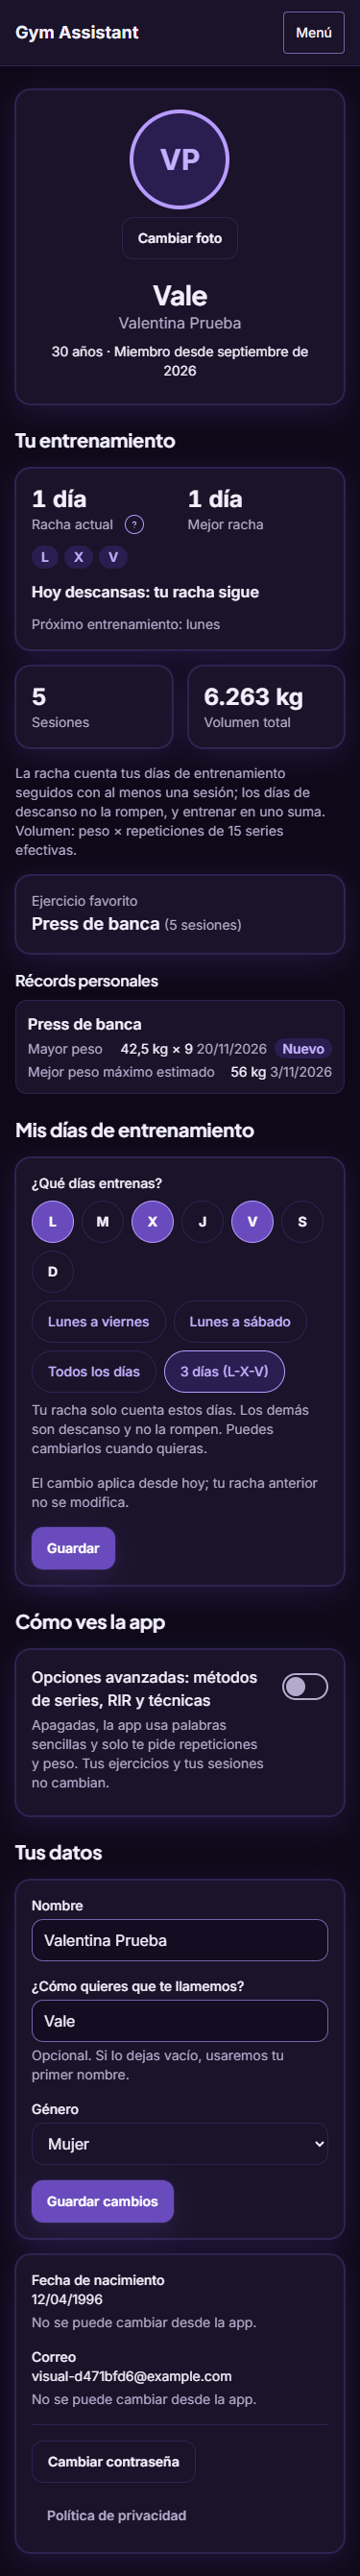 Gym Assistant
Menú
VP
Cambiar foto
Vale
Valentina Prueba
30 años · Miembro desde septiembre de
2026
Tu entrenamiento
1 día
Racha actual ?
1 día
Mejor racha
L X V
Hoy descansas: tu racha sigue
Próximo entrenamiento: lunes
5
Sesiones
6.263 kg
Volumen total
La racha cuenta tus días de entrenamiento
seguidos con al menos una sesión; los días de
descanso no la rompen, y entrenar en uno suma.
Volumen: peso × repeticiones de 15 series
efectivas.
Ejercicio favorito
Press de banca (5 sesiones)
Récords personales
Press de banca
Mayor peso 42,5 kg × 9 20/11/2026 Nuevo
Mejor peso máximo estimado 56 kg 3/11/2026
Mis días de entrenamiento
¿Qué días entrenas?
L M X J V S
D
Lunes a viernes Lunes a sábado
Todos los días 3 días (L-X-V)
Tu racha solo cuenta estos días. Los demás
son descanso y no la rompen. Puedes
cambiarlos cuando quieras.
El cambio aplica desde hoy; tu racha anterior
no se modifica.
Guardar
Cómo ves la app
Opciones avanzadas: métodos
de series, RIR y técnicas
Apagadas, la app usa palabras
sencillas y solo te pide repeticiones
y peso. Tus ejercicios y tus sesiones
no cambian.
Tus datos
Nombre
Valentina Prueba
¿Cómo quieres que te llamemos?
Vale
Opcional. Si lo dejas vacío, usaremos tu
primer nombre.
Género
Mujer
Guardar cambios
Fecha de nacimiento
12/04/1996
No se puede cambiar desde la app.
Correo
visual-d471bfd6@example.com
No se puede cambiar desde la app.
Cambiar contraseña
Política de privacidad